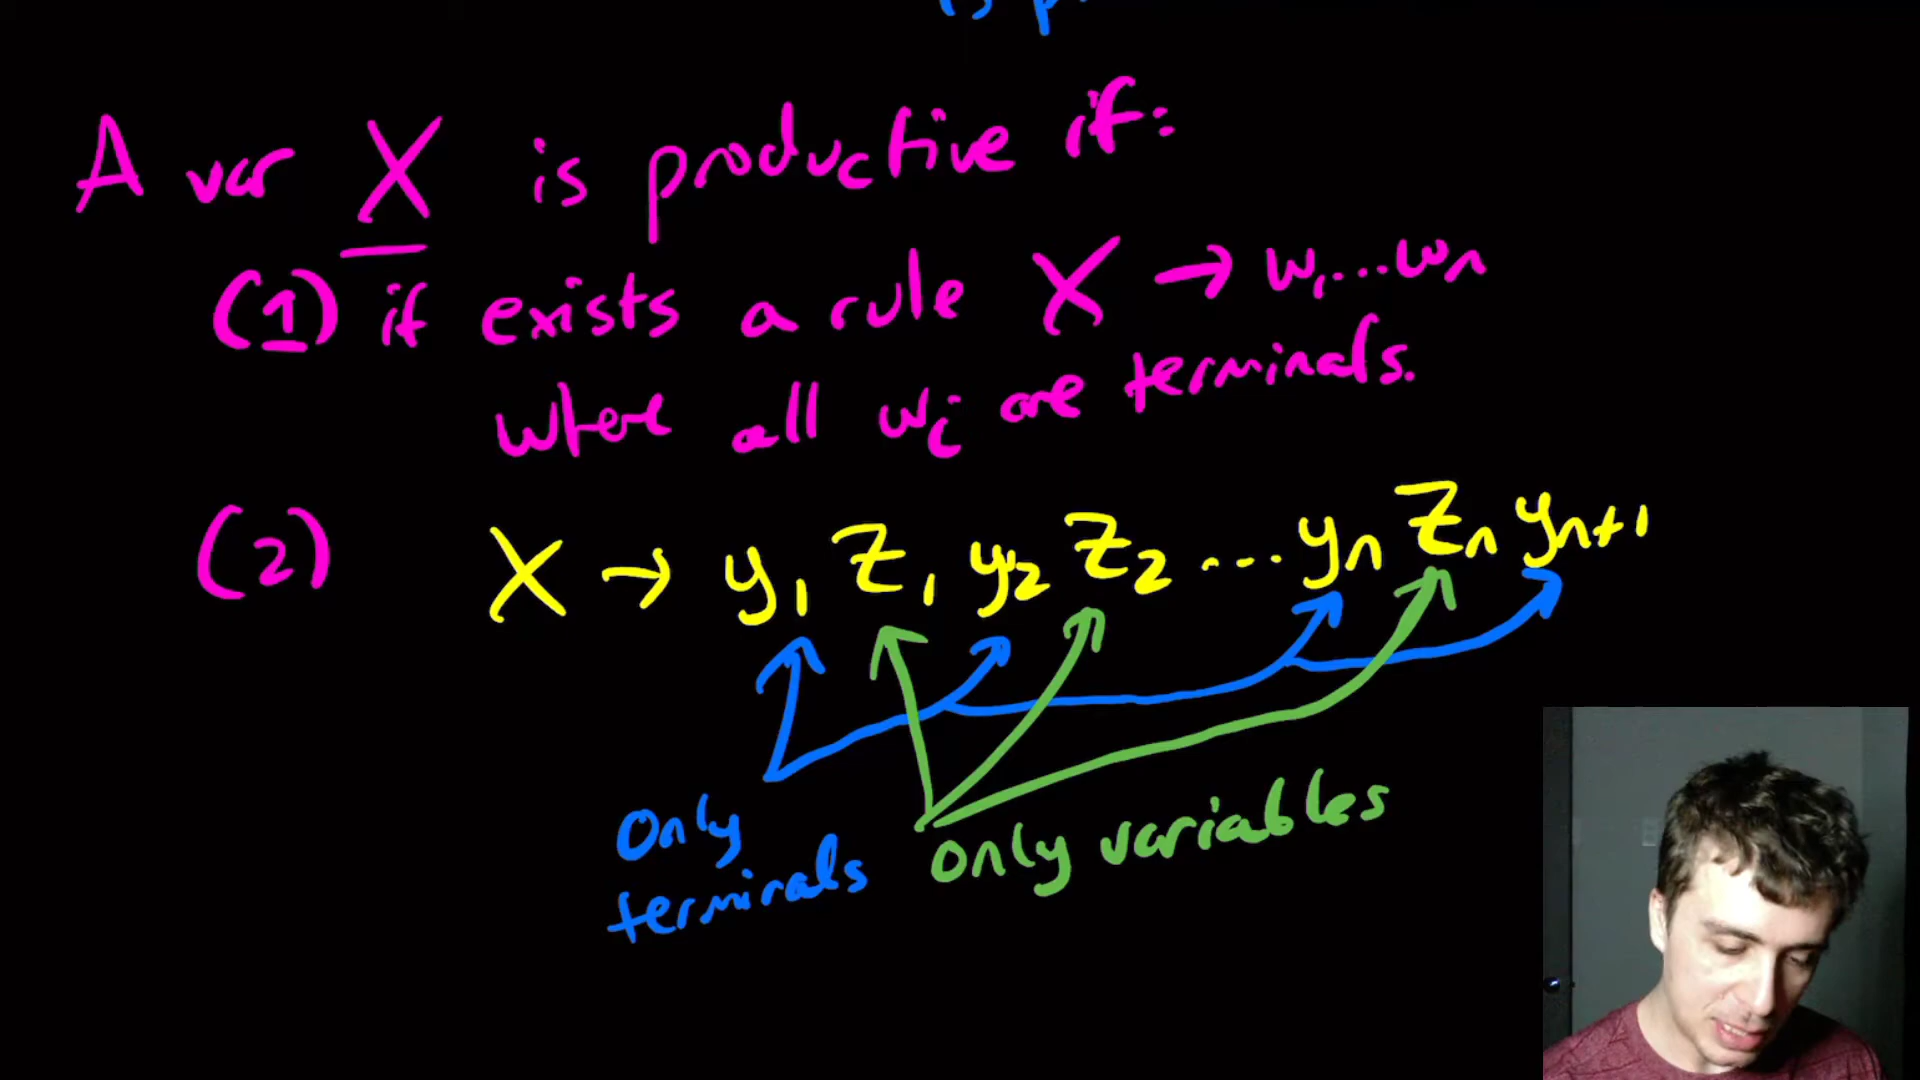 is
A var X is productive if:
(1) if exists a rule X → w₁...wₙ
where all wᵢ are terminals.
(2) X → y₁ Z₁ y₂ Z₂ ... yₙ Zₙ yₙ₊₁
only terminals
only variables